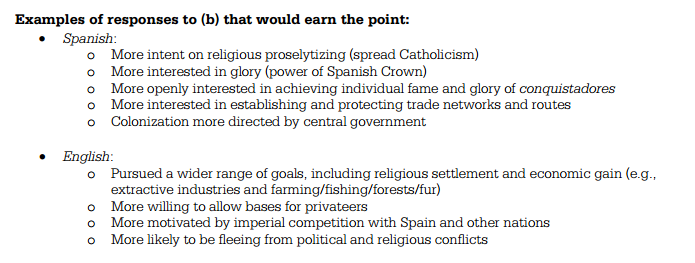 Examples of responses to (b) that would earn the point:
• Spanish:
o More intent on religious proselytizing (spread Catholicism)
o More interested in glory (power of Spanish Crown)
o More openly interested in achieving individual fame and glory of conquistadores
o More interested in establishing and protecting trade networks and routes
o Colonization more directed by central government
• English:
o Pursued a wider range of goals, including religious settlement and economic gain (e.g.,
extractive industries and farming/fishing/forests/fur)
o More willing to allow bases for privateers
o More motivated by imperial competition with Spain and other nations
o More likely to be fleeing from political and religious conflicts